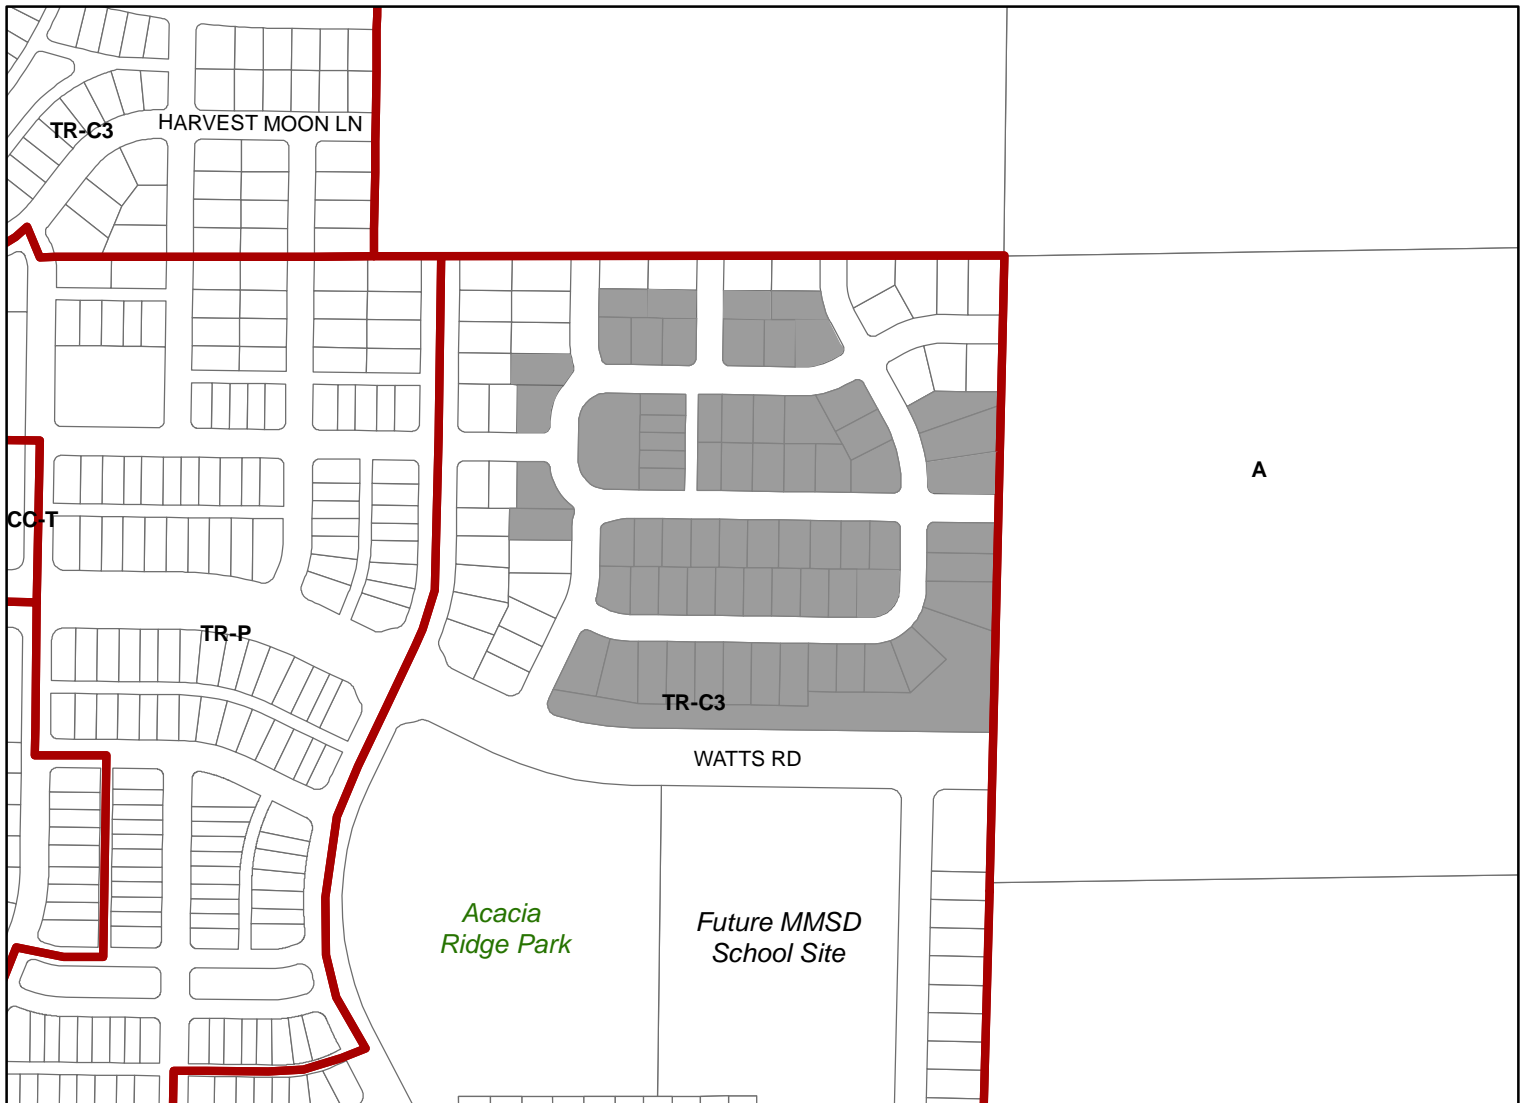 TR-C3
HARVEST MOON LN
A
CC-T
TR-P
TR-C3
WATTS RD
Acacia
Ridge Park
Future MMSD
School Site